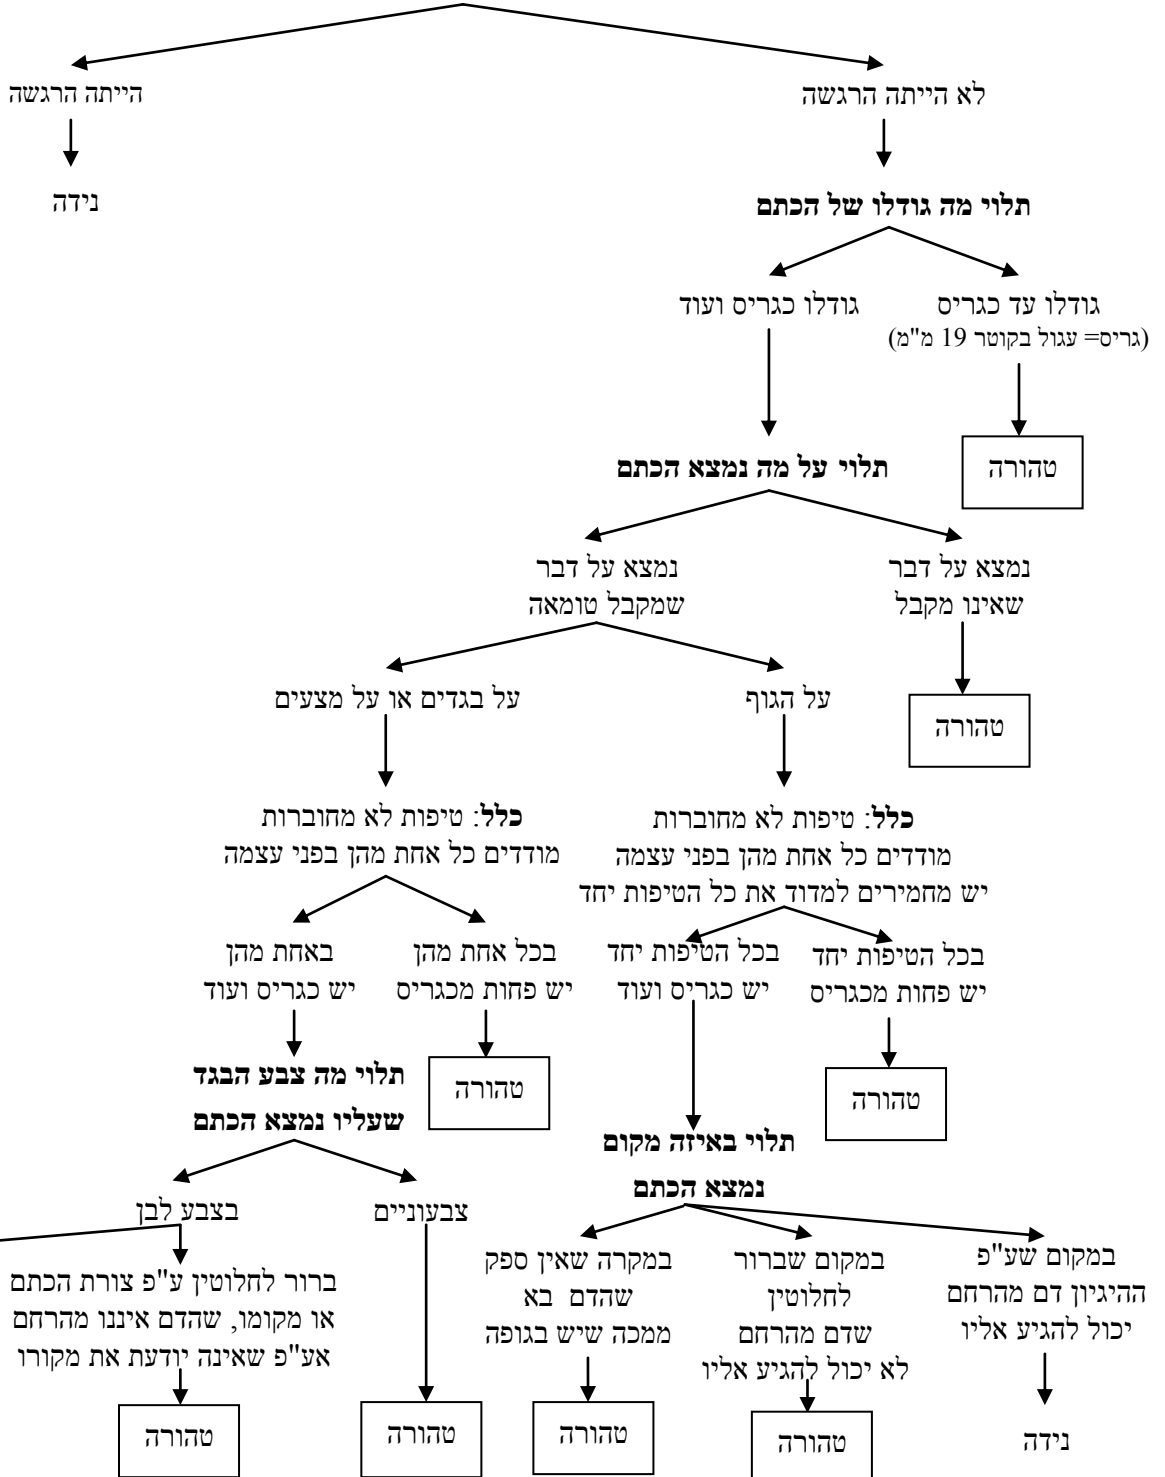 לא הייתה הרגשה
הייתה הרגשה
נידה
תלוי מה גודלו של הכתם
גודלו עד כגריס
(גריס= עגול בקוטר 19 מ"מ)
גודלו כגריס ועוד
טהורה
תלוי על מה נמצא הכתם
נמצא על דבר
שאינו מקבל
נמצא על דבר
שמקבל טומאה
טהורה
על הגוף
על בגדים או על מצעים
כלל: טיפות לא מחוברות
מודדים כל אחת מהן בפני עצמה
יש מחמירים למדוד את כל הטיפות יחד
כלל: טיפות לא מחוברות
מודדים כל אחת מהן בפני עצמה
בכל הטיפות יחד
יש פחות מכגריס
בכל הטיפות יחד
יש כגריס ועוד
בכל אחת מהן
יש פחות מכגריס
באחת מהן
יש כגריס ועוד
טהורה
טהורה
תלוי מה צבע הבגד
שעליו נמצא הכתם
תלוי באיזה מקום
נמצא הכתם
צבעוניים
בצבע לבן
במקום שע"פ
ההיגיון דם מהרחם
יכול להגיע אליו
במקום שברור
לחלוטין
שדם מהרחם
לא יכול להגיע אליו
במקרה שאין ספק
שהדם בא
ממכה שיש בגופה
ברור לחלוטין ע"פ צורת הכתם
או מקומו, שהדם איננו מהרחם
אע"פ שאינה יודעת את מקורו
נידה
טהורה
טהורה
טהורה
טהורה